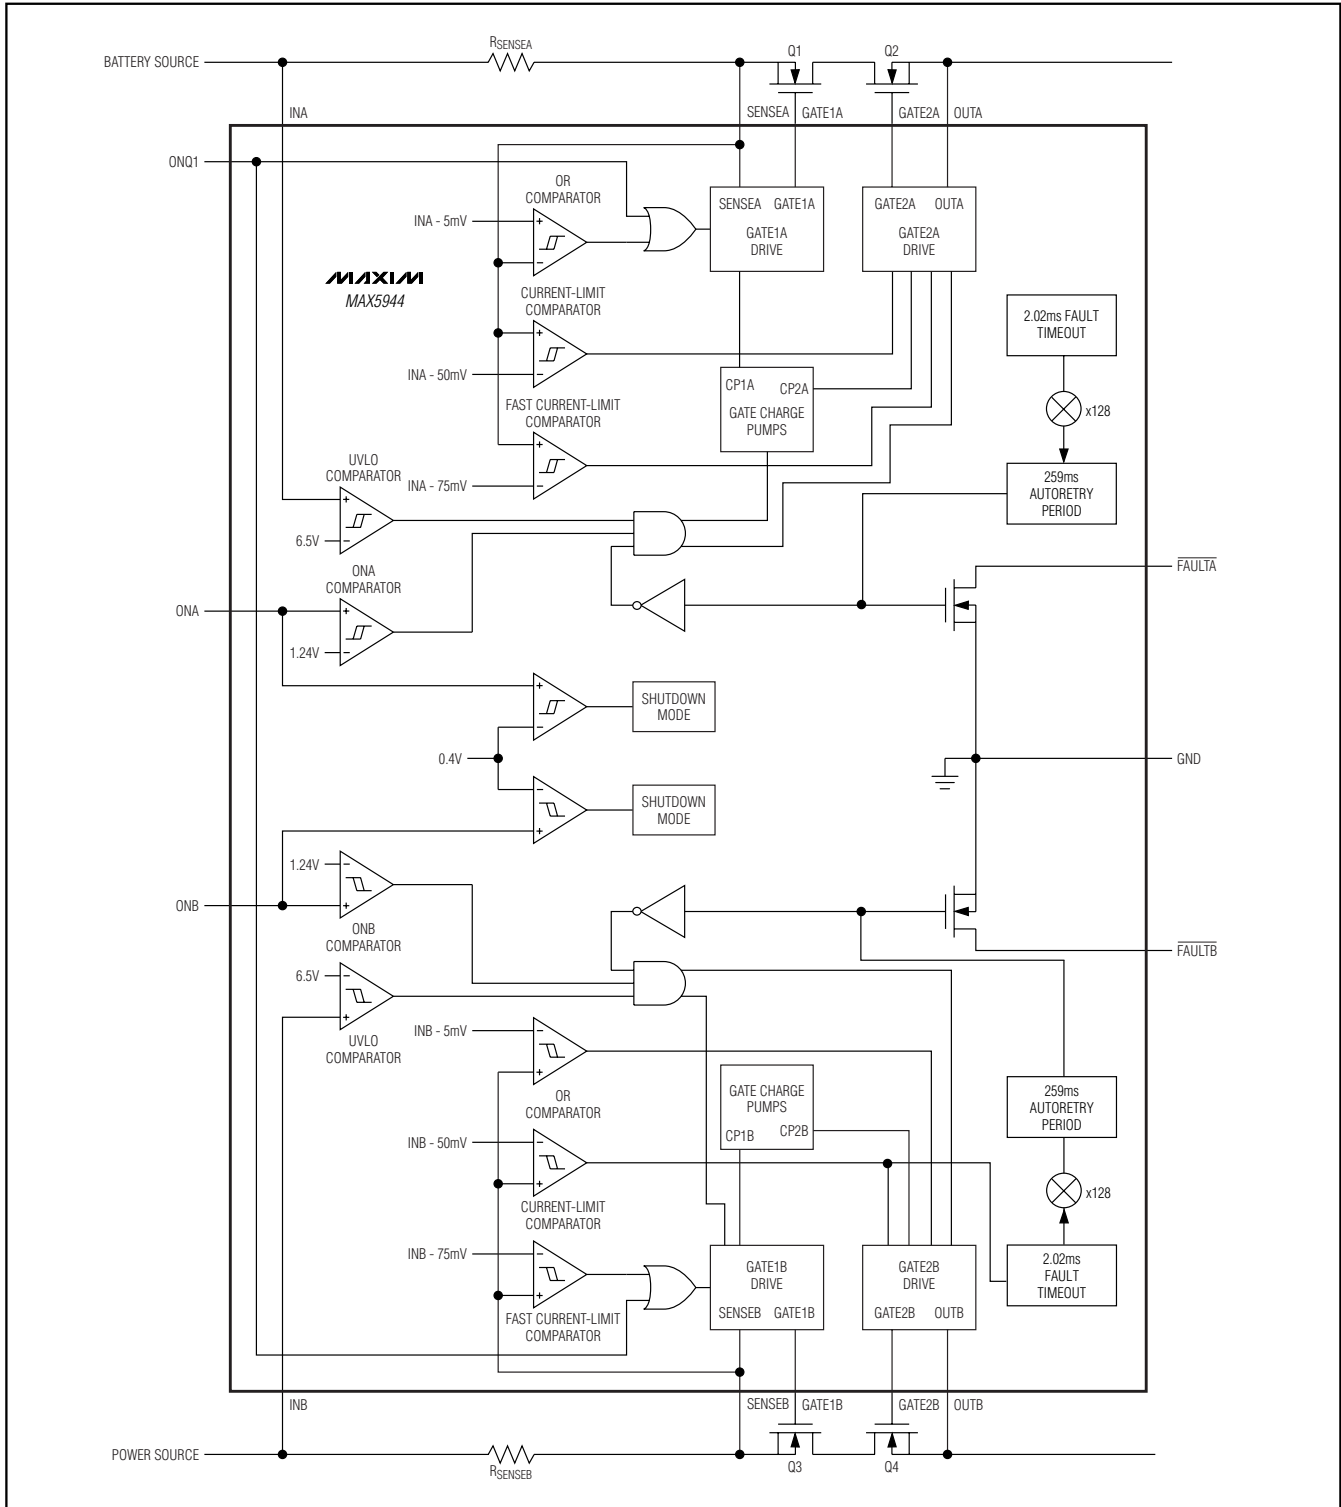 BATTERY SOURCE
RSENSEA
Q1
Q2
INA
SENSEA
GATE1A
GATE2A
OUTA
ONQ1
OR
COMPARATOR
INA - 5mV
+
-
SENSEA GATE1A
GATE1A
DRIVE
GATE2A OUTA
GATE2A
DRIVE
MAXIM
MAX5944
CURRENT-LIMIT
COMPARATOR
+
INA - 50mV
-
2.02ms FAULT
TIMEOUT
x128
CP1A
CP2A
GATE CHARGE
PUMPS
FAST CURRENT-LIMIT
COMPARATOR
+
INA - 75mV
-
UVLO
COMPARATOR
+
6.5V
-
259ms
AUTORETRY
PERIOD
FAULTA
ONA
COMPARATOR
ONA
+
1.24V
-
+
-
SHUTDOWN
MODE
0.4V
GND
-
+
SHUTDOWN
MODE
1.24V
-
ONB
+
ONB
COMPARATOR
FAULTB
6.5V
-
+
UVLO
COMPARATOR
INB - 5mV
-
+
OR
COMPARATOR
GATE CHARGE
PUMPS
CP1B
CP2B
259ms
AUTORETRY
PERIOD
INB - 50mV
-
+
CURRENT-LIMIT
COMPARATOR
x128
INB - 75mV
-
+
FAST CURRENT-LIMIT
COMPARATOR
GATE1B
DRIVE
SENSEB GATE1B
GATE2B
DRIVE
GATE2B OUTB
2.02ms
FAULT
TIMEOUT
INB
SENSEB
GATE1B
GATE2B
OUTB
POWER SOURCE
RSENSEB
Q3
Q4